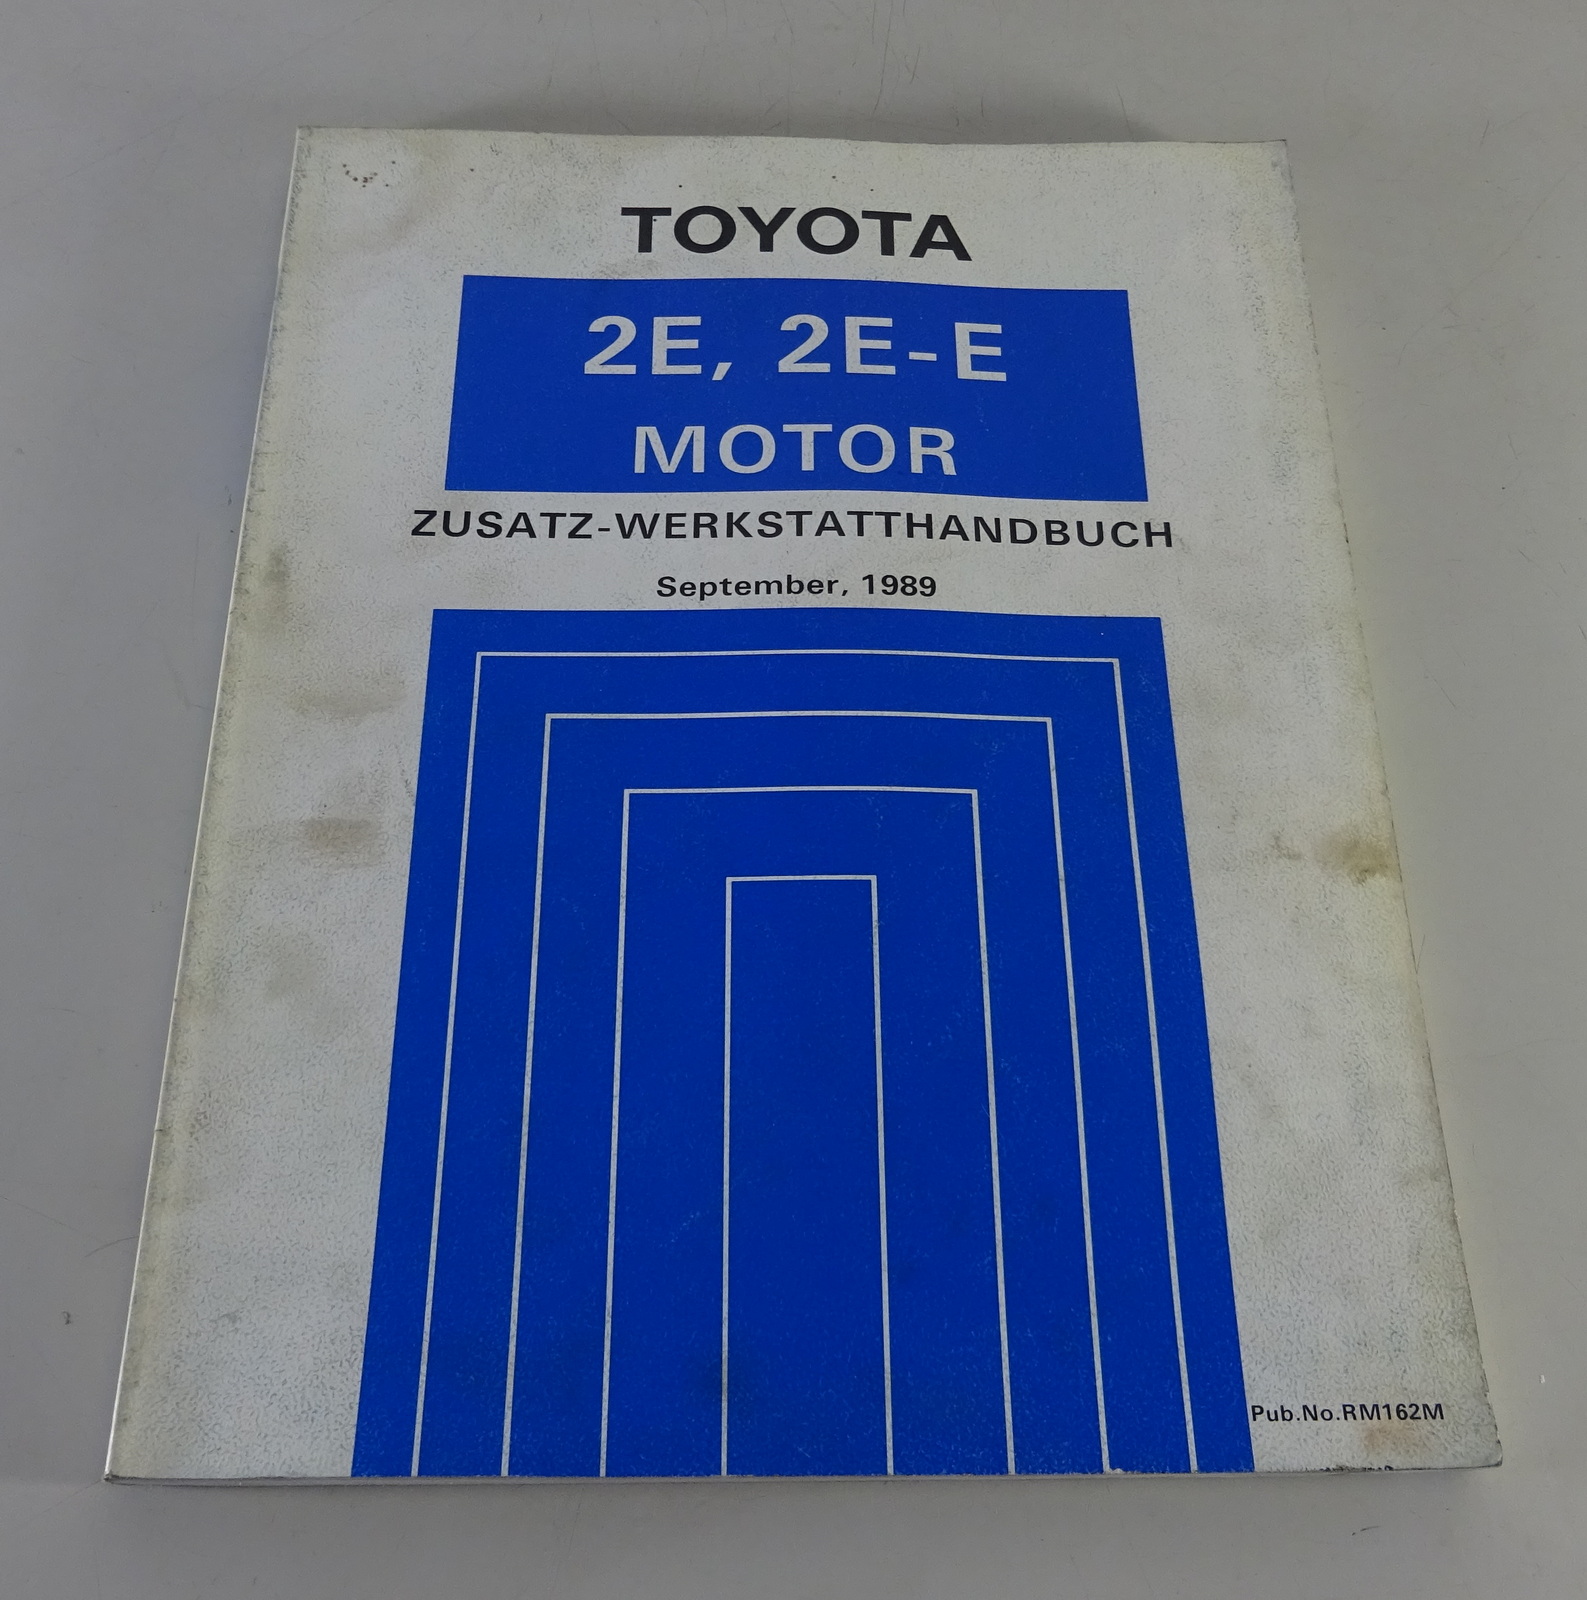 TOYOTA
2E, 2E-E
MOTOR
ZUSATZ-WERKSTATTHANDBUCH
September, 1989
Pub.No.RM162M